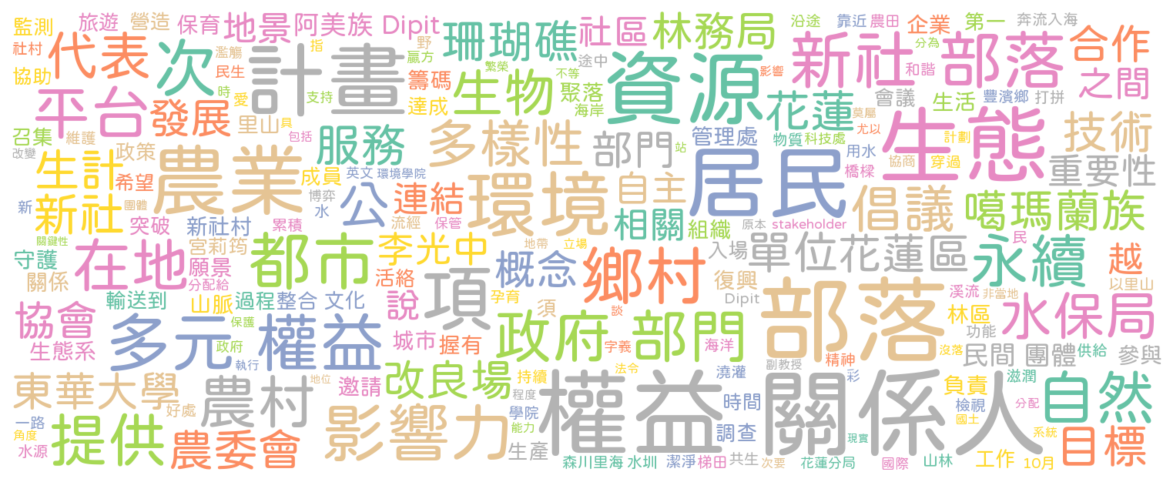 監測 旅遊 營造 保育 地景 阿美族 Dipit 珊瑚礁 社區 林務局 沿途 靠近 農田 企業 第一 奔流入海
社村 代表 次 濫觴 民生 計畫 指 野 贏方 繁榮 途中 不等 資源 影響 新社 部落 分為 和諧 合作
協助 時 愛 支持 籌碼 生物 聚落 海岸 花蓮 會議 生活 豐濱鄉 打拼 之間
平台 發展 里山 具 達成 莫屬 尤以 計劃
召集 維護 包括 服務 多樣性 部門 站 管理處 物質 科技處 生態 技術
改變 生計 政策 農業 成員 英文 環境學院 用水 協商 穿過 重要性
希望 博弈 連結 環境 自主 居民 橋樑 倡議 噶瑪蘭族
新 新社 團體 新社村 水 公 流經 保管 相關 組織 原本 stakeholder
關鍵性 突破 累積 地帶 立場 入場 單位 花蓮區 永續 民
守護 在地 宮莉筠 都市 李光中 概念 鄉村 復興 溪流 非當地 越
關係 願景 分配給 活絡 項 孕育 須 Dipit 以里山
輸送到 山脈 過程 整合 文化 說 談 部落 林區 水保局
協會 多元 保護 權益 城市 握有 政府 字義 部門 海洋 功能
生態系 政府 執行 法令 副教授 精神 沒落 民間 團體 供給 參與
東華大學 地位 邀請 改良場 持續 澆灌 彩 負責 滋潤 自然
一路 好處 農村 影響力 程度 學院 時間 權益 關係人 檢視 分配
角度 提供 能力 調查 現實 國土 系統 目標
水源 農委會 生產 森川里海 水圳 潔淨 梯田 共生 次要 花蓮分局 國際 山林 工作 10月